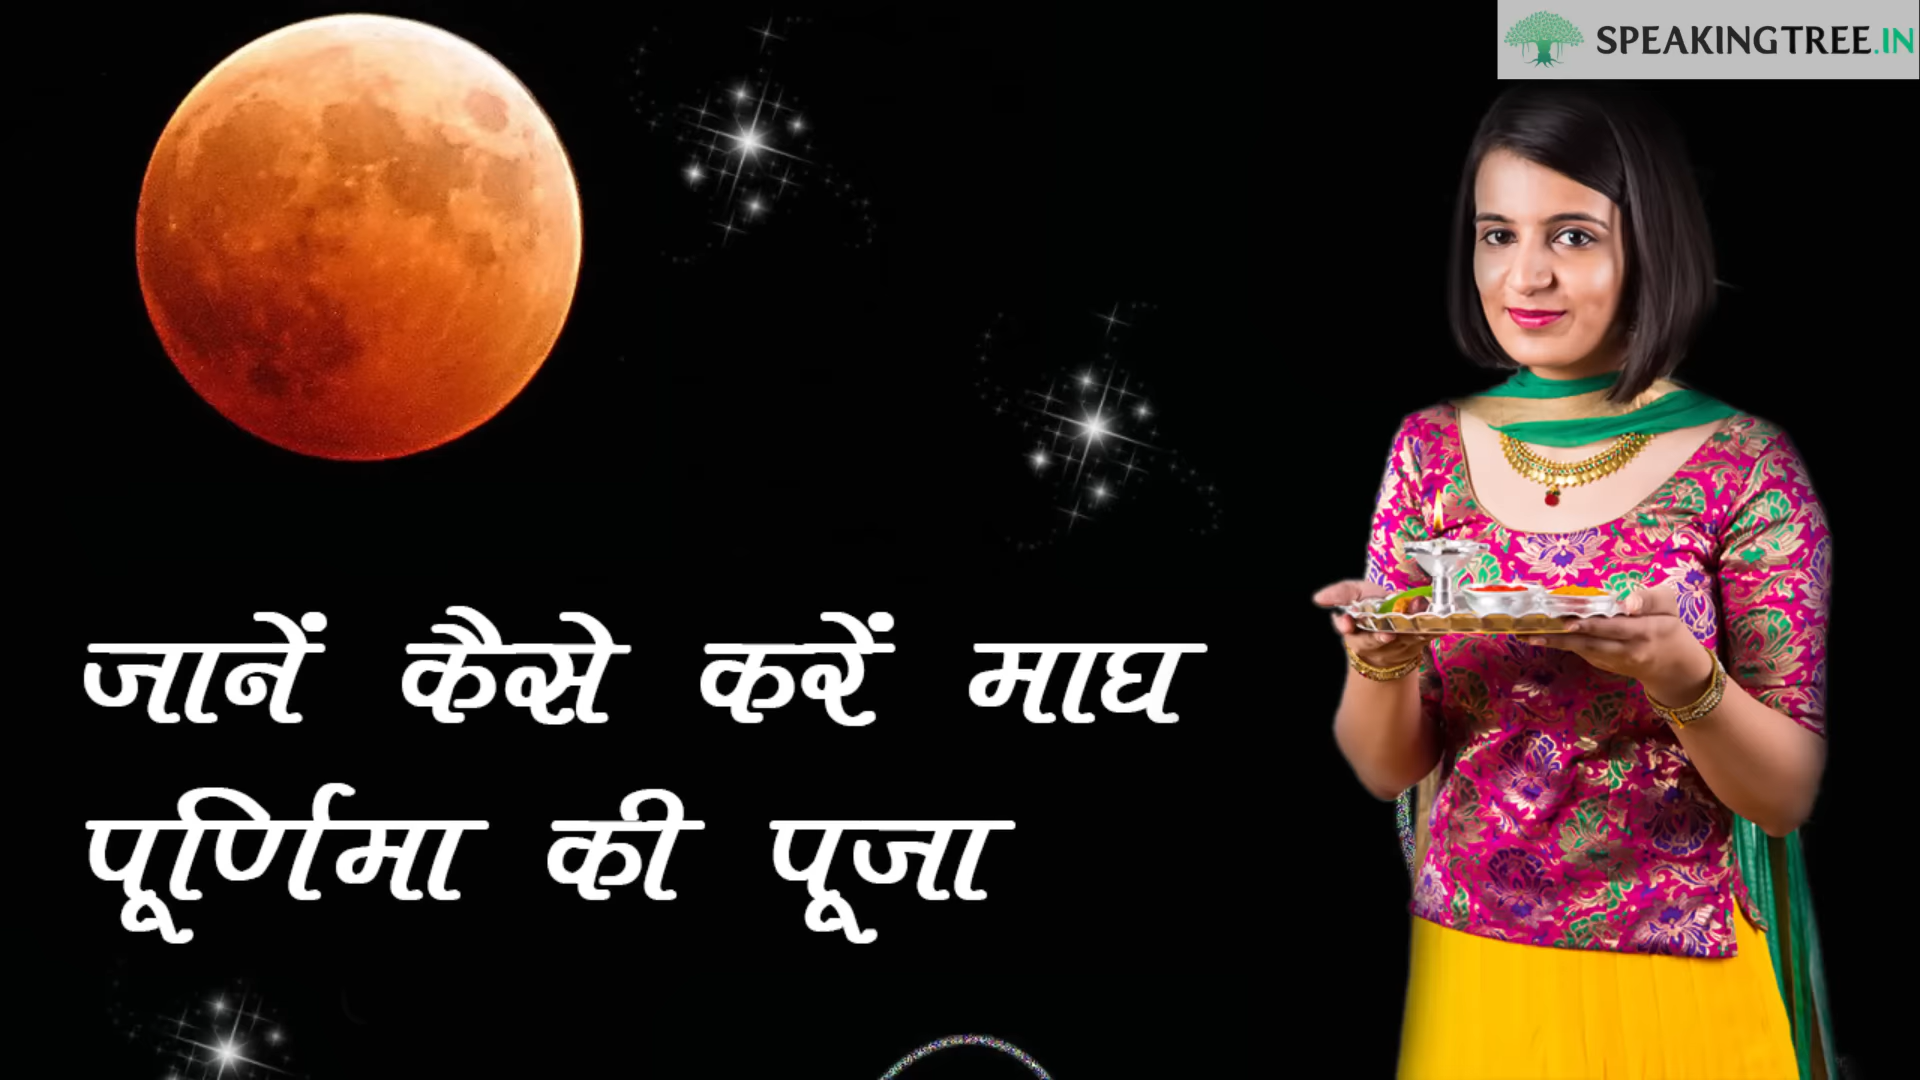 SPEAKINGTREE.IN
जानें कैसे करें माघ
पूर्णिमा की पूजा